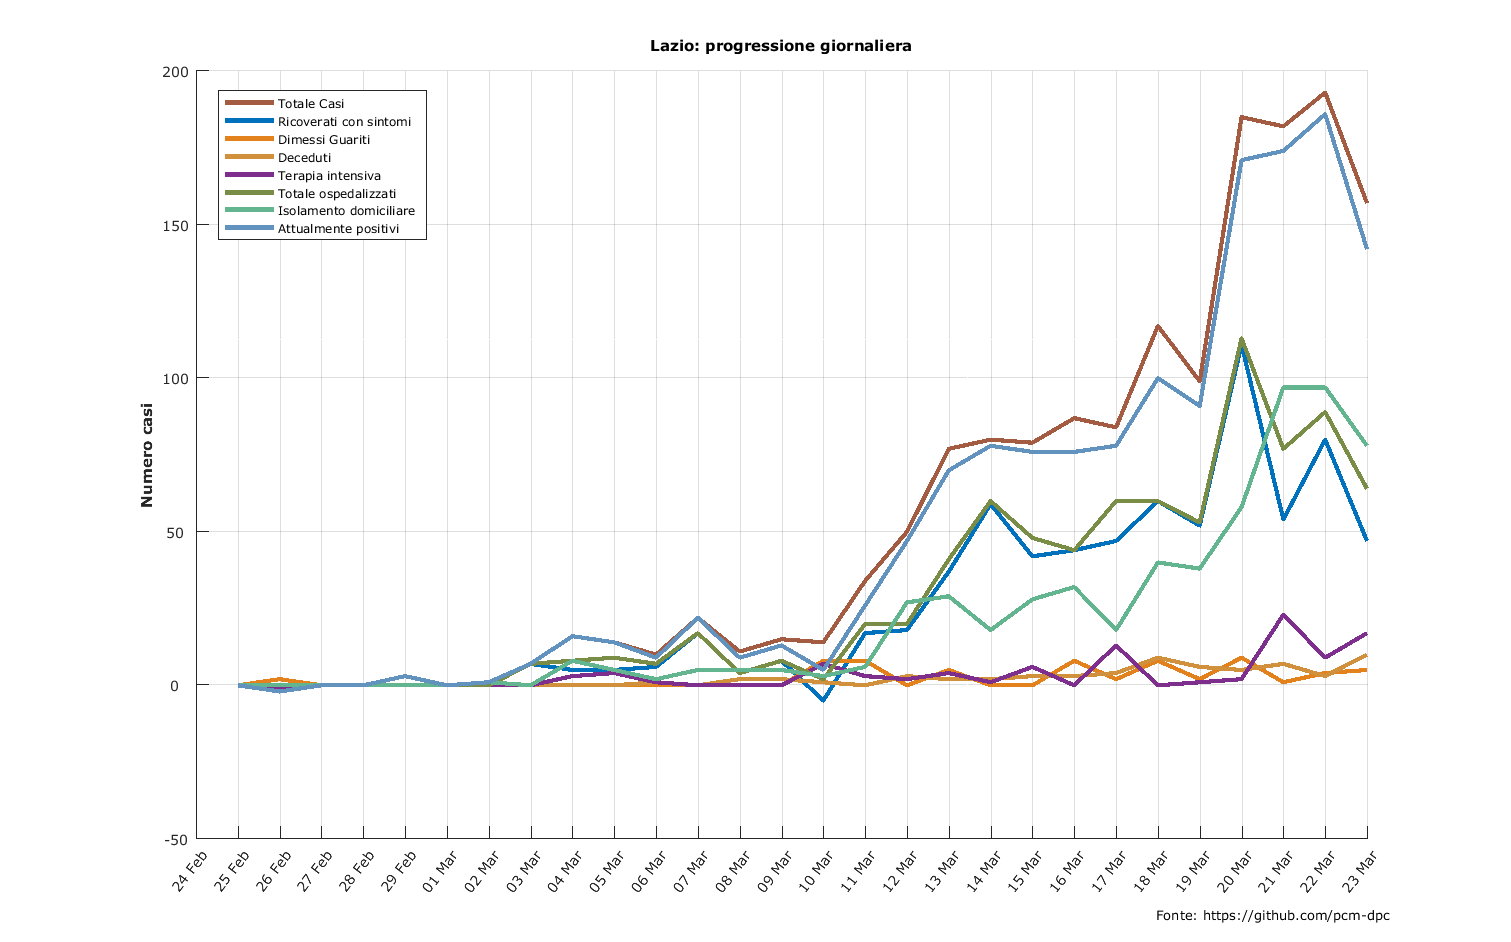 Lazio: progressione giornaliera
200
150
100
50
0
-50
Numero casi
Totale Casi
Ricoverati con sintomi
Dimessi Guariti
Deceduti
Terapia intensiva
Totale ospedalizzati
Isolamento domiciliare
Attualmente positivi
24 Feb
25 Feb
26 Feb
27 Feb
28 Feb
29 Feb
01 Mar
02 Mar
03 Mar
04 Mar
05 Mar
06 Mar
07 Mar
08 Mar
09 Mar
10 Mar
11 Mar
12 Mar
13 Mar
14 Mar
15 Mar
16 Mar
17 Mar
18 Mar
19 Mar
20 Mar
21 Mar
22 Mar
23 Mar
Fonte: https://github.com/pcm-dpc